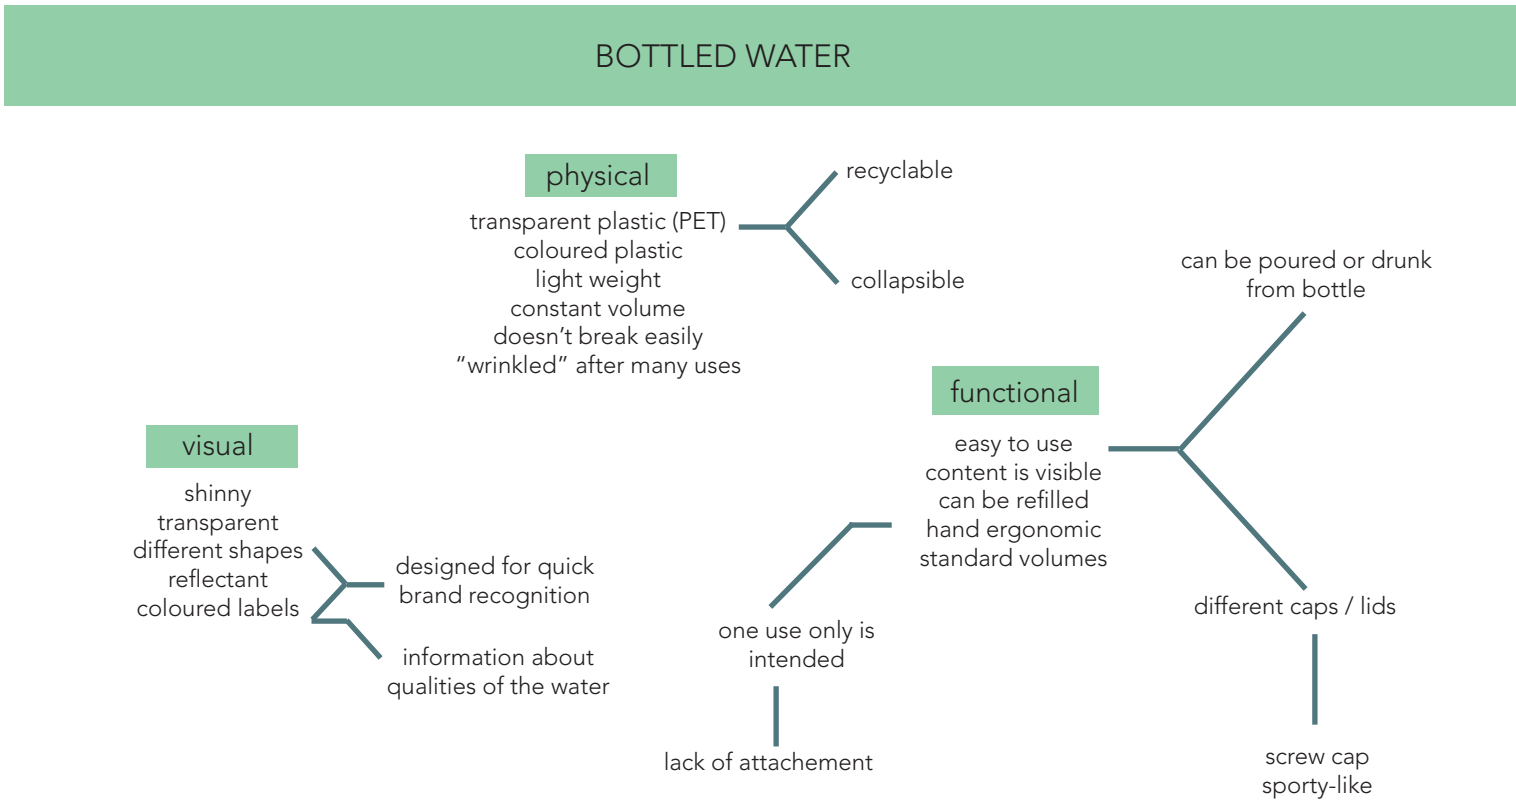 BOTTLED WATER
physical
transparent plastic (PET)
coloured plastic
light weight
constant volume
doesn't break easily
“wrinkled” after many uses
recyclable
collapsible
visual
shinny
transparent
different shapes
reflectant
coloured labels
designed for quick
brand recognition
information about
qualities of the water
functional
easy to use
content is visible
can be refilled
hand ergonomic
standard volumes
can be poured or drunk
from bottle
different caps / lids
screw cap
sporty-like
one use only is
intended
lack of attachement